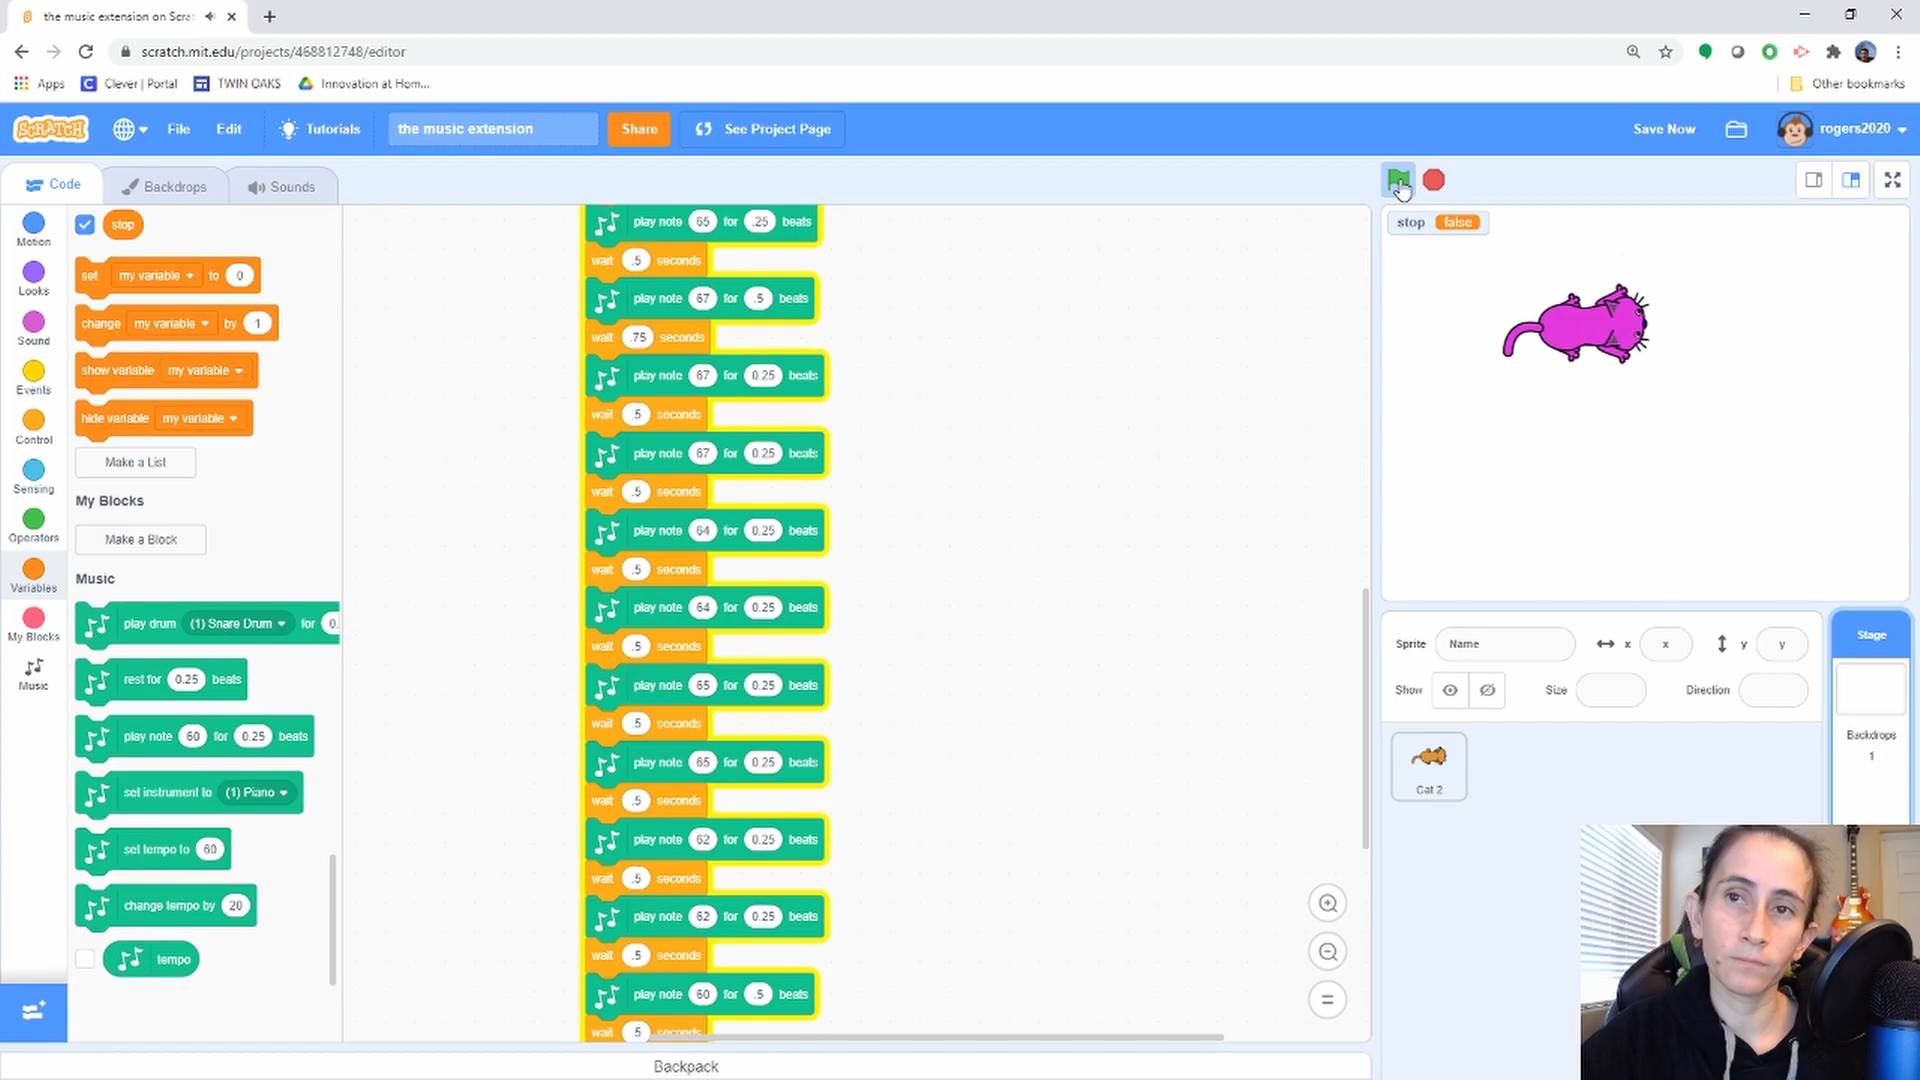 the music extension on Scra
scratch.mit.edu/projects/468812748/editor
Apps
Clever | Portal
TWIN OAKS
Innovation at Hom...
Other bookmarks
SCRATCH
File
Edit
Tutorials
the music extension
Share
See Project Page
Save Now
rogers2020
Code
Backdrops
Sounds
Motion
Looks
Sound
Events
Control
Sensing
Operators
Variables
My Blocks
Music
stop
set my variable to 0
change my variable by 1
show variable my variable
hide variable my variable
Make a List
My Blocks
Make a Block
Music
play drum (1) Snare Drum for 0.
rest for 0.25 beats
play note 60 for 0.25 beats
set instrument to (1) Piano
set tempo to 60
change tempo by 20
tempo
play note 65 for .25 beats
wait .5 seconds
play note 67 for .5 beats
wait .75 seconds
play note 67 for 0.25 beats
wait .5 seconds
play note 67 for 0.25 beats
wait .5 seconds
play note 64 for 0.25 beats
wait .5 seconds
play note 64 for 0.25 beats
wait .5 seconds
play note 65 for 0.25 beats
wait .5 seconds
play note 65 for 0.25 beats
wait .5 seconds
play note 62 for 0.25 beats
wait .5 seconds
play note 62 for 0.25 beats
wait .5 seconds
play note 60 for .5 beats
wait .5 seconds
Backpack
stop false
Sprite Name x x y y
Show Size Direction
Cat 2
Stage
Backdrops
1